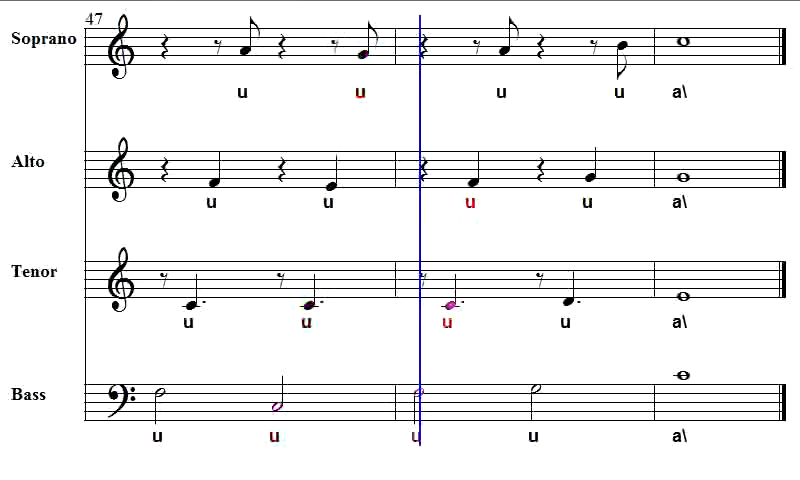 47
Soprano
u u u u a\
Alto
u u u u a\
Tenor
u u u u a\
Bass
u u u u a\